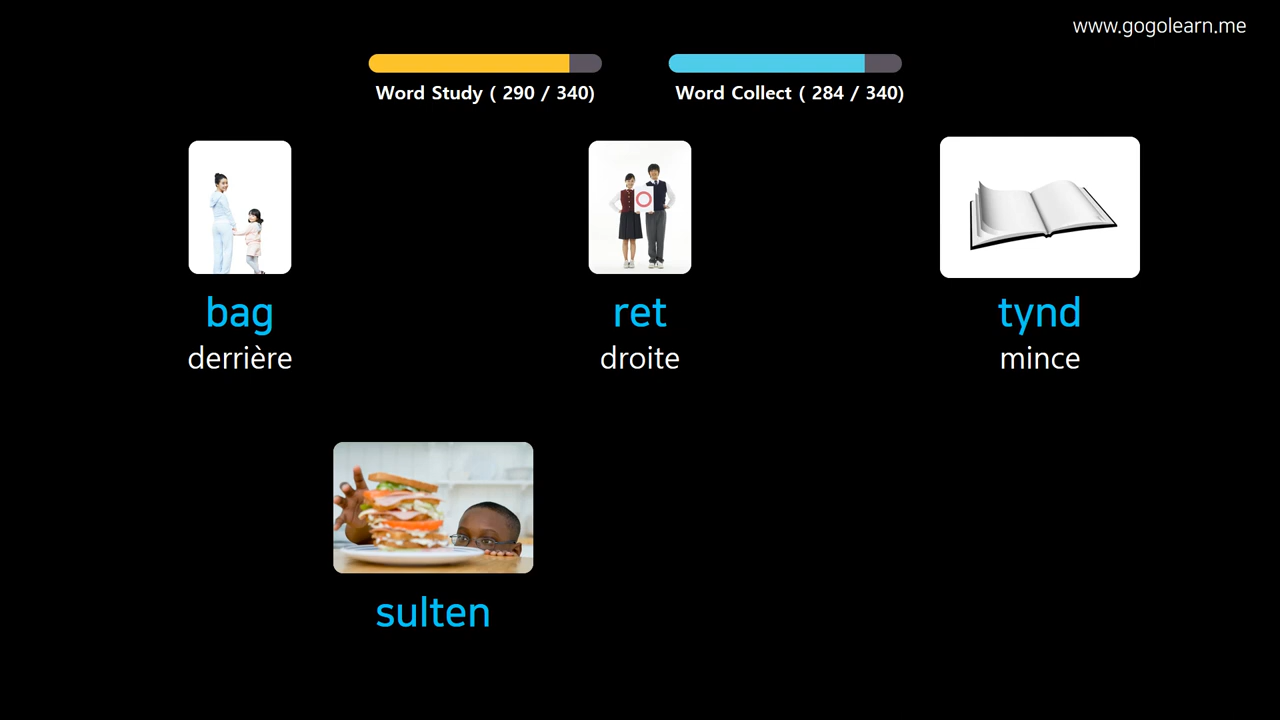 www.gogolearn.me
Word Study ( 290 / 340)
Word Collect ( 284 / 340)
bag
derrière
ret
droite
tynd
mince
sulten